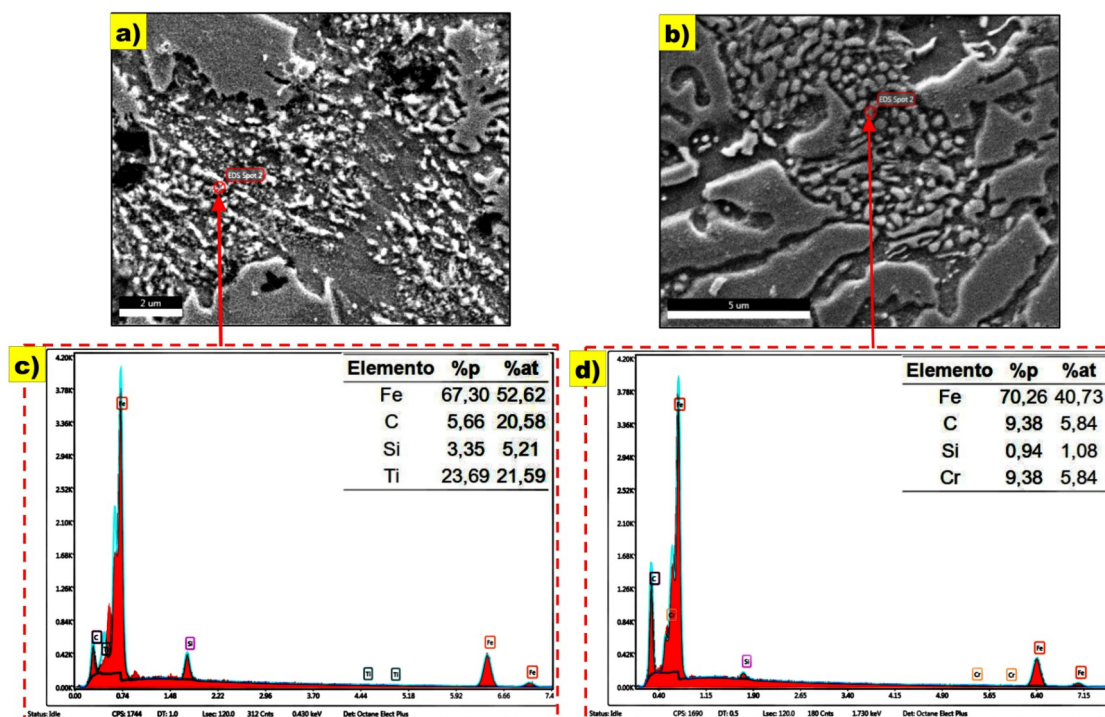 a)
EDS Spot 2
2 um
b)
EDS Spot 2
5 um
c)
4.20K
3.78K
3.36K
2.94K
2.52K
2.10K
1.68K
1.26K
0.84K
0.42K
0.00K
0.00 0.74 1.48 2.22 2.96 3.70 4.44 5.18 5.92 6.66 7.4
Fe
C
Si
Ti
Ti
Fe
Fe
Elemento %p %at
Fe 67,30 52,62
C 5,66 20,58
Si 3,35 5,21
Ti 23,69 21,59
Status: Idle CPS: 1744 DT: 1.0 Lsec: 120.0 312 Cnts 0.430 keV Det: Octane Elect Plus
d)
4.20K
3.78K
3.36K
2.94K
2.52K
2.10K
1.68K
1.26K
0.84K
0.42K
0.00K
0.40 1.15 1.90 2.65 3.40 4.15 4.90 5.65 6.40 7.15
Fe
C
Cr
Si
Cr
Cr
Fe
Fe
Elemento %p %at
Fe 70,26 40,73
C 9,38 5,84
Si 0,94 1,08
Cr 9,38 5,84
Status: Idle CPS: 1690 DT: 0.5 Lsec: 120.0 180 Cnts 1.730 keV Det: Octane Elect Plus